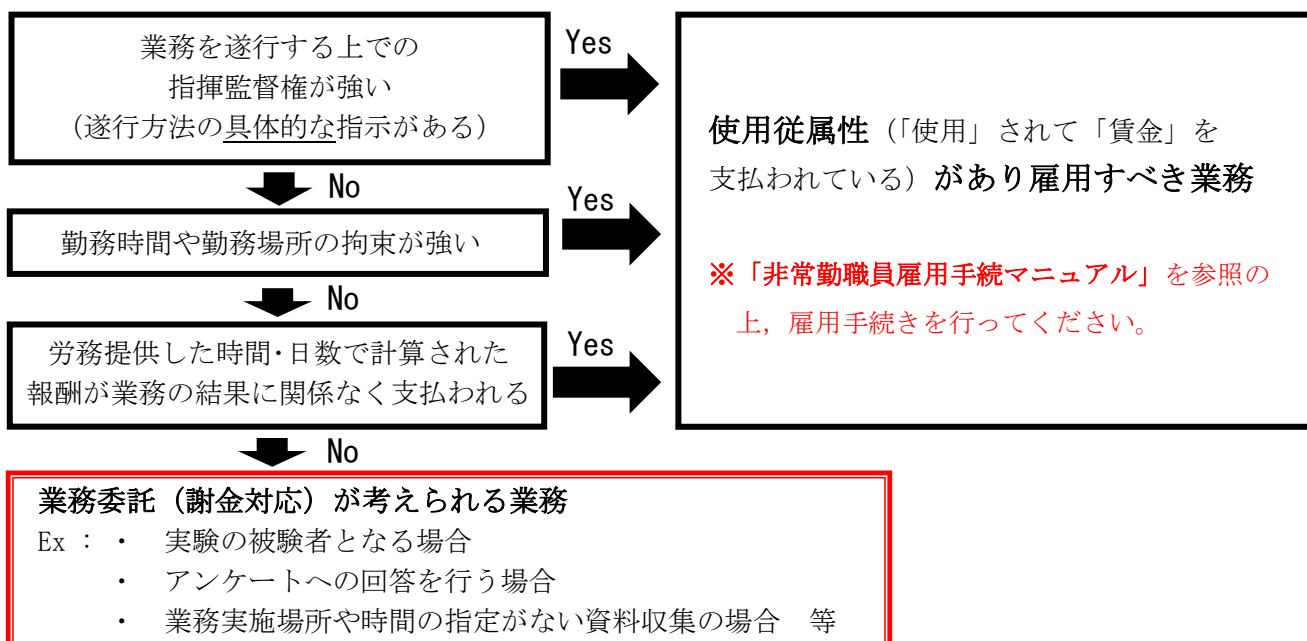 業務を遂行する上での
指揮監督権が強い
（遂行方法の具体的な指示がある）
Yes
No
勤務時間や勤務場所の拘束が強い
Yes
No
労務提供した時間・日数で計算された
報酬が業務の結果に関係なく支払われる
Yes
No
使用従属性（「使用」されて「賃金」を
支払われている）があり雇用すべき業務
※「非常勤職員雇用手続マニュアル」を参照の
上，雇用手続きを行ってください。
業務委託（謝金対応）が考えられる業務
Ex：・　実験の被験者となる場合
・　アンケートへの回答を行う場合
・　業務実施場所や時間の指定がない資料収集の場合　等